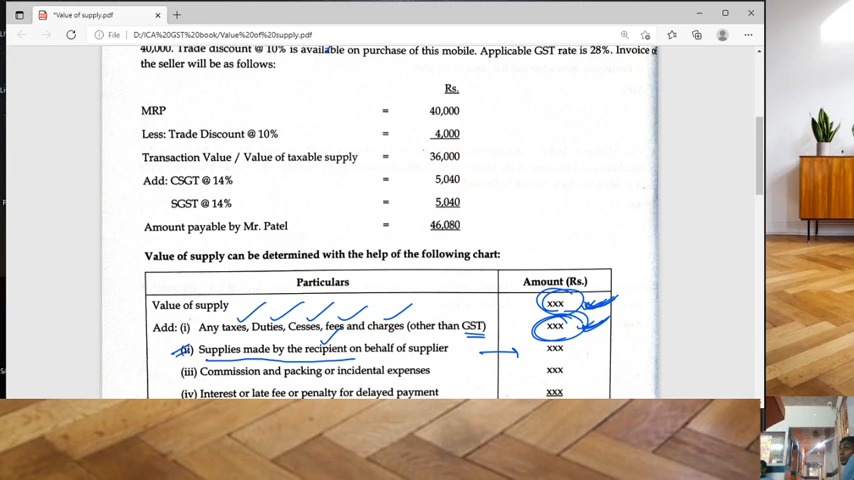 *Value of supply.pdf
File
D:/ICA%20GST%20book/Value%20of%20supply.pdf
40,000. Trade discount @ 10% is available on purchase of this mobile. Applicable GST rate is 28%. Invoice o
the seller will be as follows:
Rs.
MRP = 40,000
Less: Trade Discount @ 10% = 4,000
Transaction Value / Value of taxable supply = 36,000
Add: CSGT @ 14% = 5,040
SGST @ 14% = 5,040
Amount payable by Mr. Patel = 46,080
Value of supply can be determined with the help of the following chart:
Particulars Amount (Rs.)
Value of supply xxx
Add: (i) Any taxes, Duties, Cesses, fees and charges (other than GST) xxx
(ii) Supplies made by the recipient on behalf of supplier xxx
(iii) Commission and packing or incidental expenses xxx
(iv) Interest or late fee or penalty for delayed payment xxx